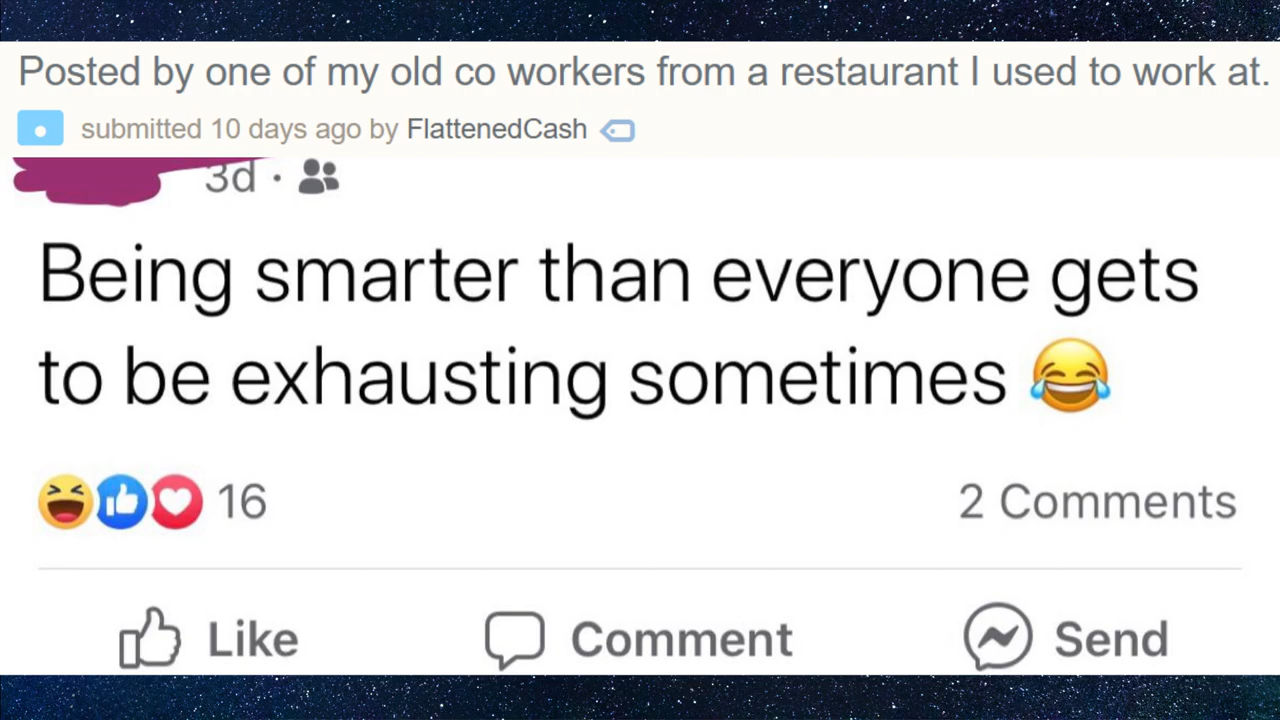 Posted by one of my old co workers from a restaurant I used to work at.
submitted 10 days ago by FlattenedCash
3d ·
Being smarter than everyone gets
to be exhausting sometimes 😂
16 2 Comments
Like Comment Send